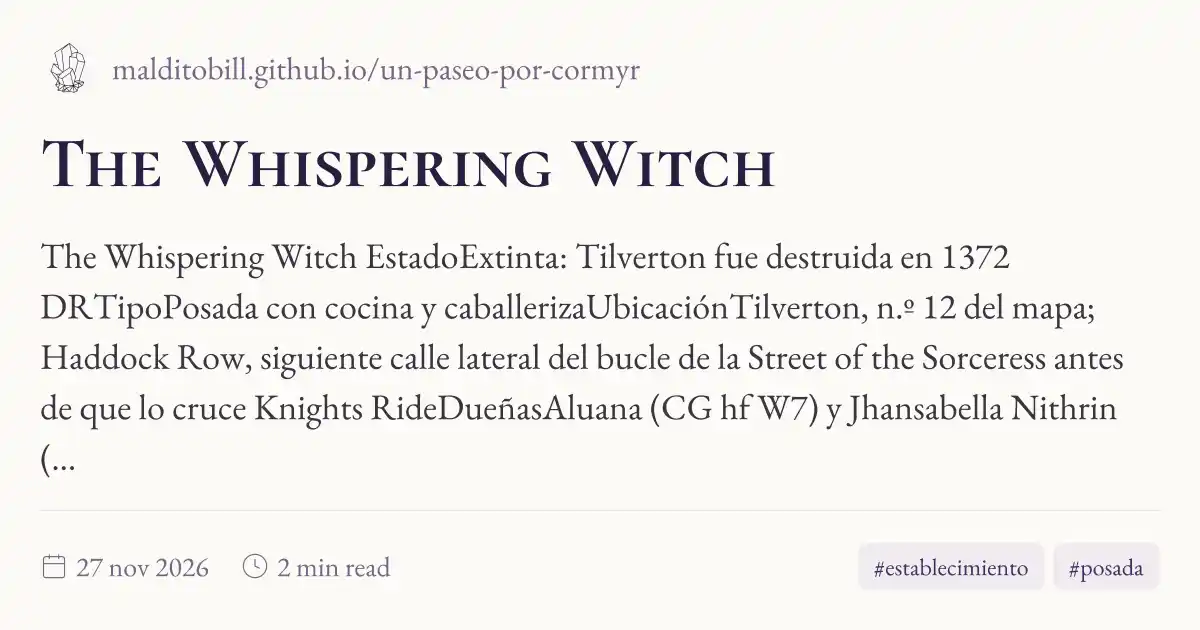 malditobill.github.io/un-paseo-por-cormyr
The Whispering Witch
The Whispering Witch EstadoExtinta: Tilverton fue destruida en 1372
DRTipoPosada con cocina y caballerizaUbicaciónTilverton, n.º 12 del mapa;
Haddock Row, siguiente calle lateral del bucle de la Street of the Sorceress antes
de que lo cruce Knights RideDueñasAluana (CG hf W7) y Jhansabella Nithrin
(...
27 nov 2026 2 min read #establecimiento #posada